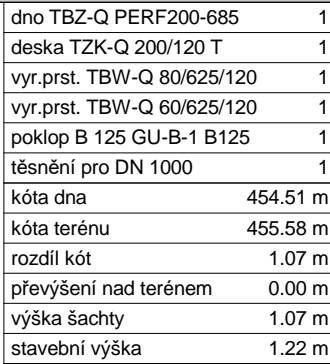 dno TBZ-Q PERF200-685 1
deska TZK-Q 200/120 T 1
vyr.prst. TBW-Q 80/625/120 1
vyr.prst. TBW-Q 60/625/120 1
poklop B 125 GU-B-1 B125 1
těsnění pro DN 1000 1
kóta dna 454.51 m
kóta terénu 455.58 m
rozdíl kót 1.07 m
převýšení nad terénem 0.00 m
výška šachty 1.07 m
stavební výška 1.22 m